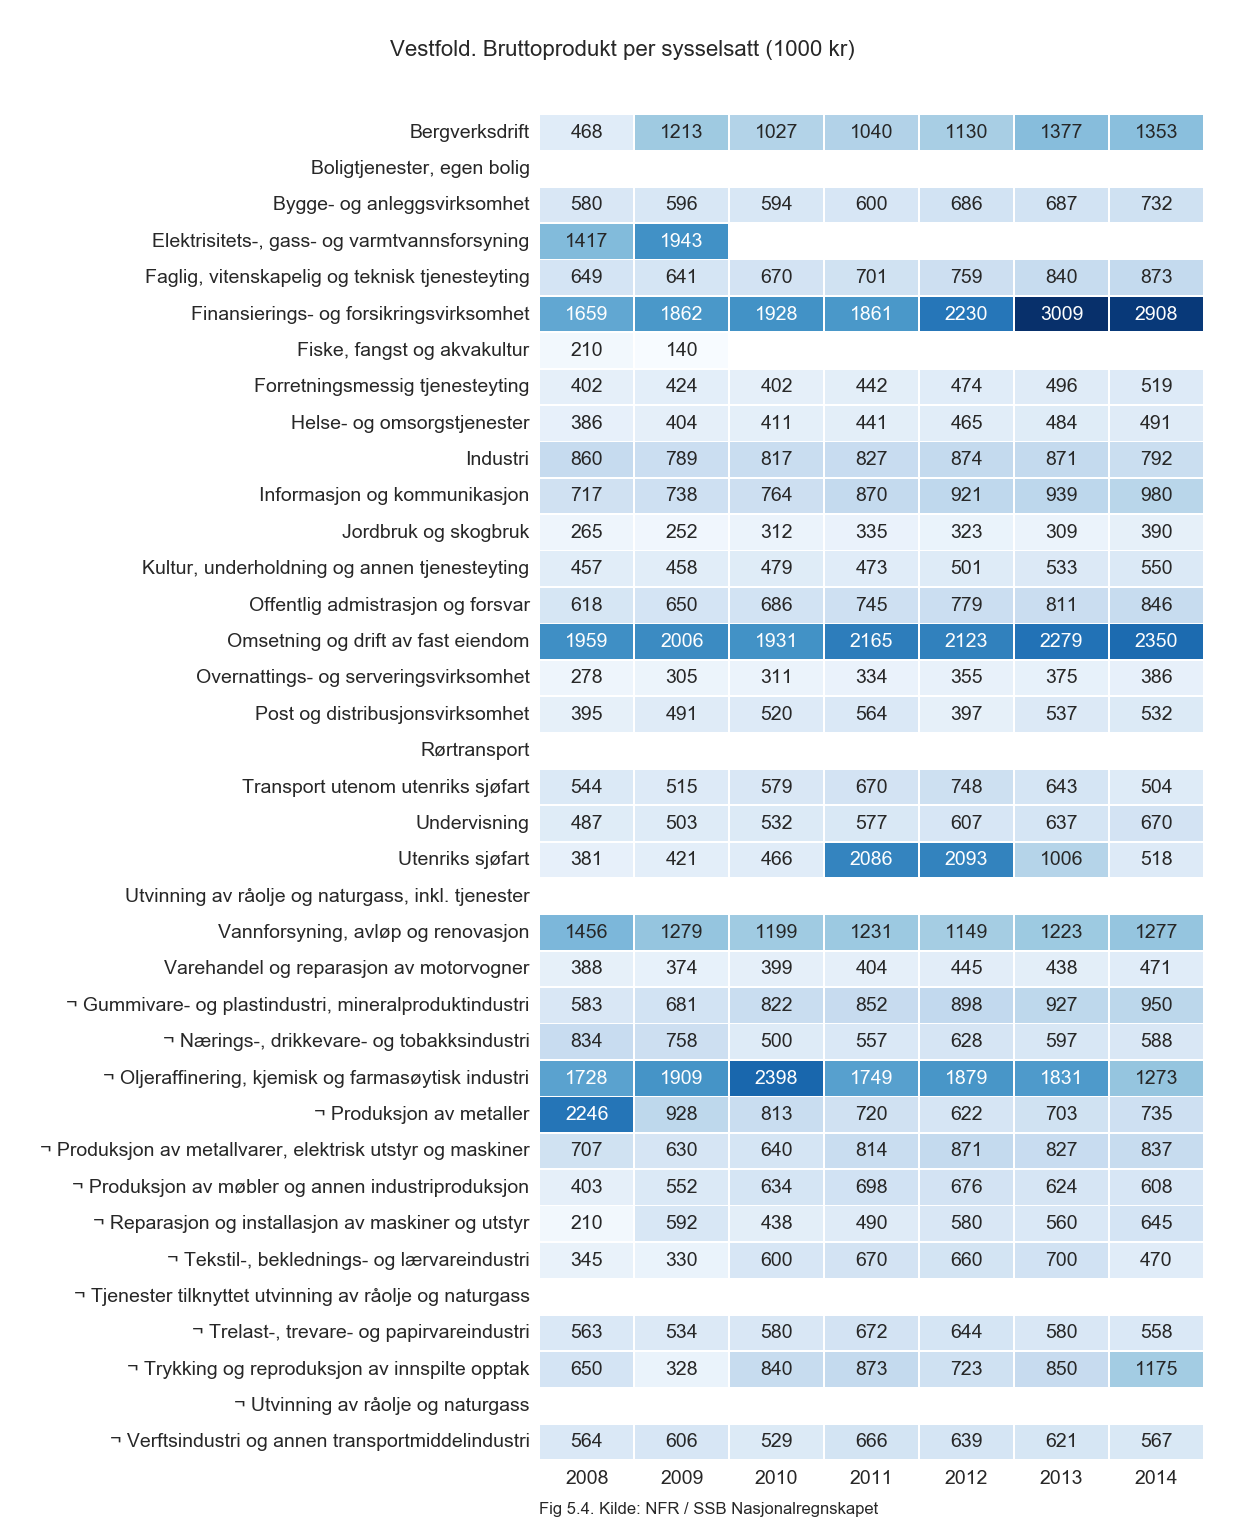 Vestfold. Bruttoprodukt per sysselsatt (1000 kr)
Bergverksdrift 468 1213 1027 1040 1130 1377 1353
Boligtjenester, egen bolig
Bygge- og anleggsvirksomhet 580 596 594 600 686 687 732
Elektrisitets-, gass- og varmtvannsforsyning 1417 1943
Faglig, vitenskapelig og teknisk tjenesteyting 649 641 670 701 759 840 873
Finansierings- og forsikringsvirksomhet 1659 1862 1928 1861 2230 3009 2908
Fiske, fangst og akvakultur 210 140
Forretningsmessig tjenesteyting 402 424 402 442 474 496 519
Helse- og omsorgstjenester 386 404 411 441 465 484 491
Industri 860 789 817 827 874 871 792
Informasjon og kommunikasjon 717 738 764 870 921 939 980
Jordbruk og skogbruk 265 252 312 335 323 309 390
Kultur, underholdning og annen tjenesteyting 457 458 479 473 501 533 550
Offentlig admistrasjon og forsvar 618 650 686 745 779 811 846
Omsetning og drift av fast eiendom 1959 2006 1931 2165 2123 2279 2350
Overnattings- og serveringsvirksomhet 278 305 311 334 355 375 386
Post og distribusjonsvirksomhet 395 491 520 564 397 537 532
Rørtransport
Transport utenom utenriks sjøfart 544 515 579 670 748 643 504
Undervisning 487 503 532 577 607 637 670
Utenriks sjøfart 381 421 466 2086 2093 1006 518
Utvinning av råolje og naturgass, inkl. tjenester
Vannforsyning, avløp og renovasjon 1456 1279 1199 1231 1149 1223 1277
Varehandel og reparasjon av motorvogner 388 374 399 404 445 438 471
¬ Gummivare- og plastindustri, mineralproduktindustri 583 681 822 852 898 927 950
¬ Nærings-, drikkevare- og tobakksindustri 834 758 500 557 628 597 588
¬ Oljeraffinering, kjemisk og farmasøytisk industri 1728 1909 2398 1749 1879 1831 1273
¬ Produksjon av metaller 2246 928 813 720 622 703 735
¬ Produksjon av metallvarer, elektrisk utstyr og maskiner 707 630 640 814 871 827 837
¬ Produksjon av møbler og annen industriproduksjon 403 552 634 698 676 624 608
¬ Reparasjon og installasjon av maskiner og utstyr 210 592 438 490 580 560 645
¬ Tekstil-, beklednings- og lærvareindustri 345 330 600 670 660 700 470
¬ Tjenester tilknyttet utvinning av råolje og naturgass
¬ Trelast-, trevare- og papirvareindustri 563 534 580 672 644 580 558
¬ Trykking og reproduksjon av innspilte opptak 650 328 840 873 723 850 1175
¬ Utvinning av råolje og naturgass
¬ Verftsindustri og annen transportmiddelindustri 564 606 529 666 639 621 567
2008 2009 2010 2011 2012 2013 2014
Fig 5.4. Kilde: NFR / SSB Nasjonalregnskapet